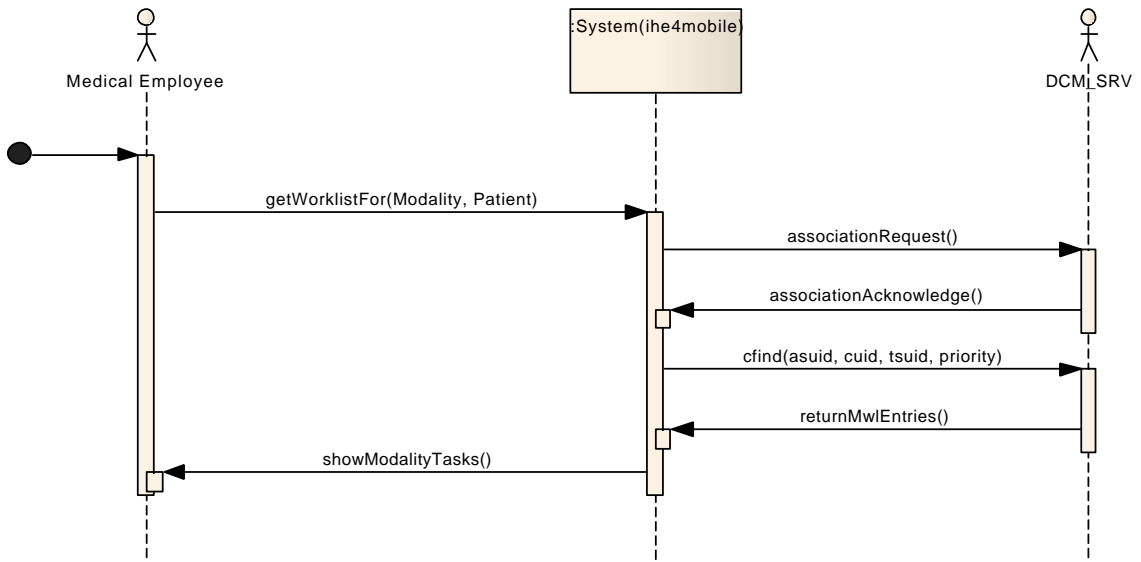 :System(ihe4mobile)
Medical Employee
DCM_SRV
getWorklistFor(Modality, Patient)
associationRequest()
associationAcknowledge()
cfind(asuid, cuid, tsuid, priority)
returnMwlEntries()
showModalityTasks()